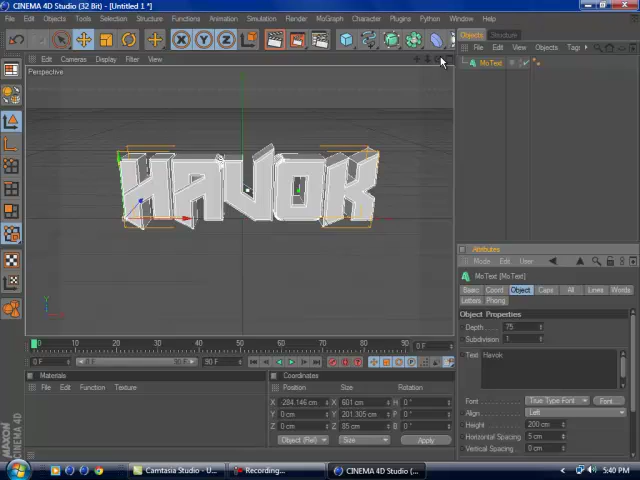 CINEMA 4D Studio (32 Bit) - [Untitled 1 *]
File Edit Create Tools Selection Structure Animation Simulation Render MoGraph Character Plugins Python Window Help
Objects Structure
File Edit View Objects Tags
Edit Cameras Display Filter View
MoText
Perspective
HAVOK
Attributes
Mode Edit User
MoText [MoText]
Basic Coord Object Caps All Lines Words
Letters Phong
Object Properties
Depth 75
Subdivision 1
Text Havok
Font True Type Font Font
Align Left
Height 200 cm
Horizontal Spacing 5 cm
Vertical Spacing 0 cm
0 10 20 30 40 50 60 70 80 90 0 F
0 F 0 F 90 F 90 F
Materials
File Edit Function Texture
Coordinates
Position Size Rotation
X -284.146 cm X 601 cm H 0 °
Y 0 cm Y 201.305 cm P 0 °
Z 0 cm Z 85 cm B 0 °
Object (Rel) Size Apply
MAXON
CINEMA 4D
Start Camtasia Studio - U... Recording... CINEMA 4D Studio (... 5:40 PM